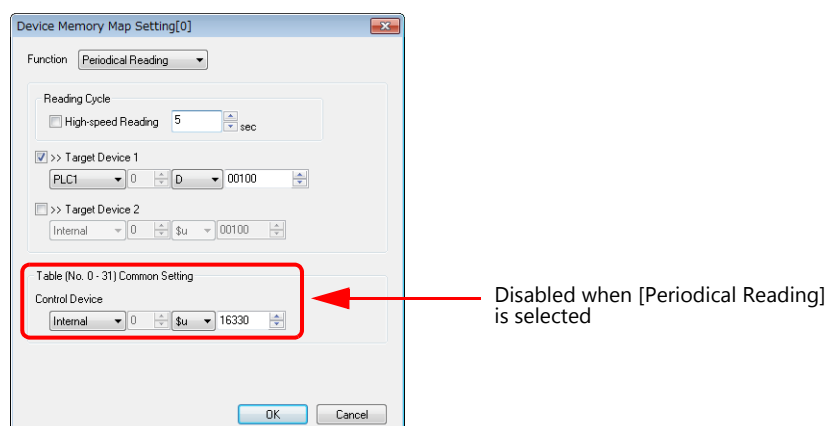 Device Memory Map Setting[0]
Function Periodical Reading
Reading Cycle
High-speed Reading 5 sec
>> Target Device 1
PLC1 0 D 00100
>> Target Device 2
Internal 0 $u 00100
Table (No. 0 - 31) Common Setting
Control Device
Internal 0 $u 16330
Disabled when [Periodical Reading]
is selected
OK Cancel